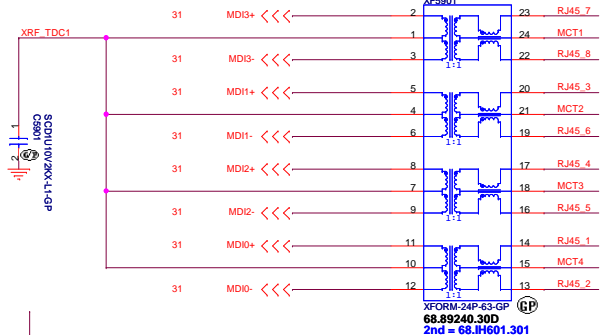 XF5901
31 MDI3+ 2 23 RJ45_7
XRF_TDC1 1 24 MCT1
31 MDI3- 3 22 RJ45_8
1:1
31 MDI1+ 5 20 RJ45_3
4 21 MCT2
31 MDI1- 6 19 RJ45_6
1:1
1
2
C5901
SCD1U10V2KX-L1-GP
31 MDI2+ 8 17 RJ45_4
7 18 MCT3
31 MDI2- 9 16 RJ45_5
1:1
31 MDI0+ 11 14 RJ45_1
10 15 MCT4
31 MDI0- 12 13 RJ45_2
1:1
XFORM-24P-63-GP GP
68.89240.30D
2nd = 68.IH601.301